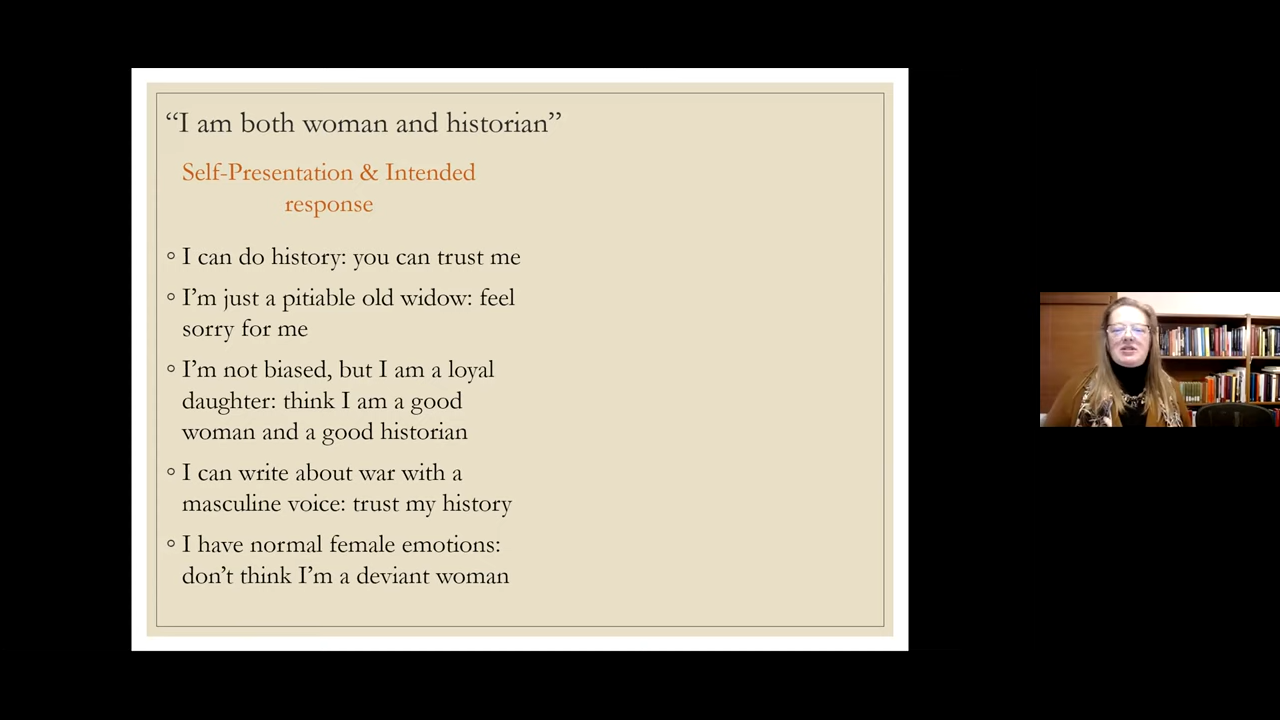 “I am both woman and historian”
Self-Presentation & Intended
response
◦ I can do history: you can trust me
◦ I’m just a pitiable old widow: feel
sorry for me
◦ I’m not biased, but I am a loyal
daughter: think I am a good
woman and a good historian
◦ I can write about war with a
masculine voice: trust my history
◦ I have normal female emotions:
don’t think I’m a deviant woman